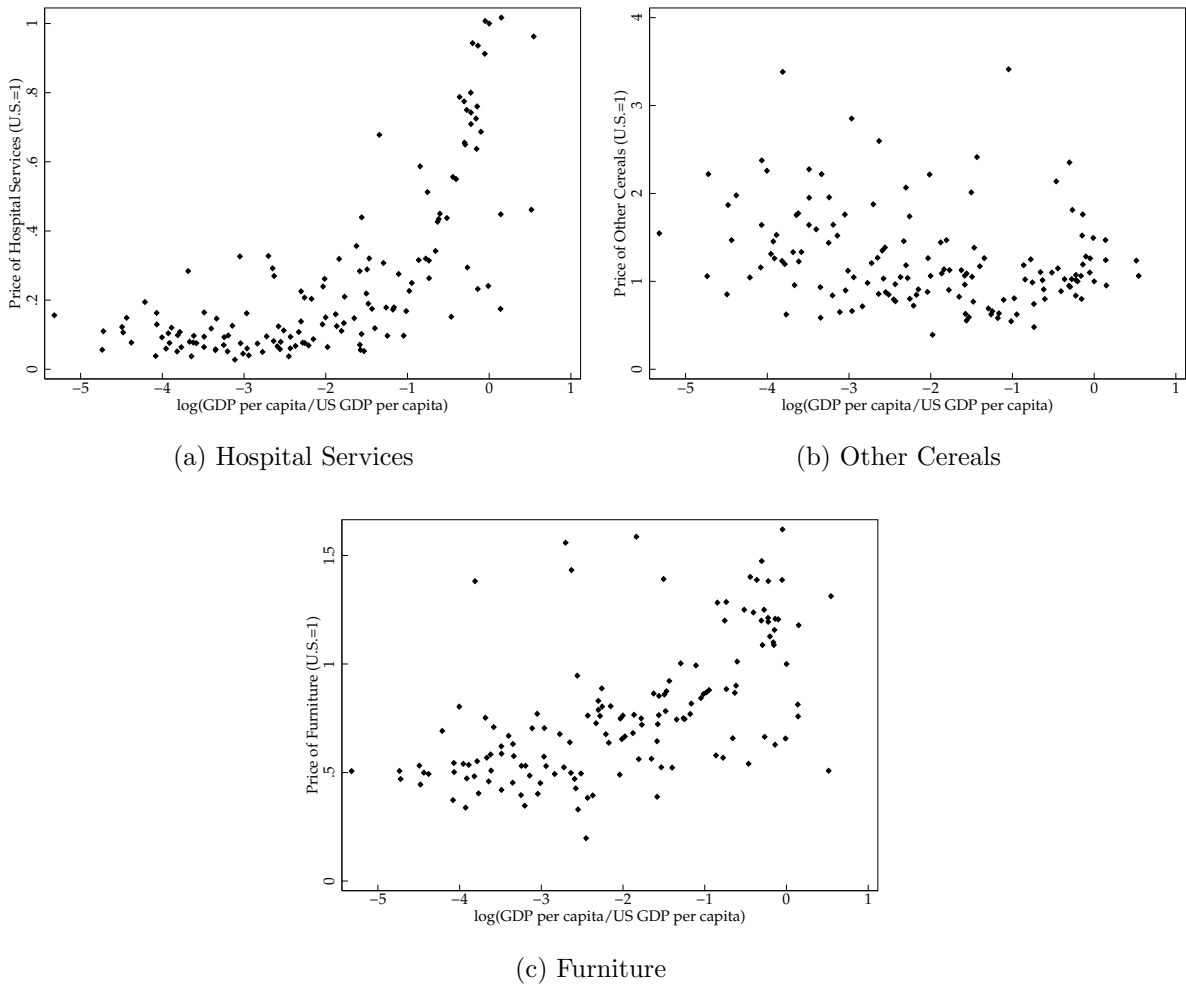 Price of Hospital Services (U.S.=1)
0 .2 .4 .6 .8 1
−5 −4 −3 −2 −1 0 1
log(GDP per capita/US GDP per capita)
(a) Hospital Services
Price of Other Cereals (U.S.=1)
0 1 2 3 4
−5 −4 −3 −2 −1 0 1
log(GDP per capita/US GDP per capita)
(b) Other Cereals
Price of Furniture (U.S.=1)
0 .5 1 1.5
−5 −4 −3 −2 −1 0 1
log(GDP per capita/US GDP per capita)
(c) Furniture